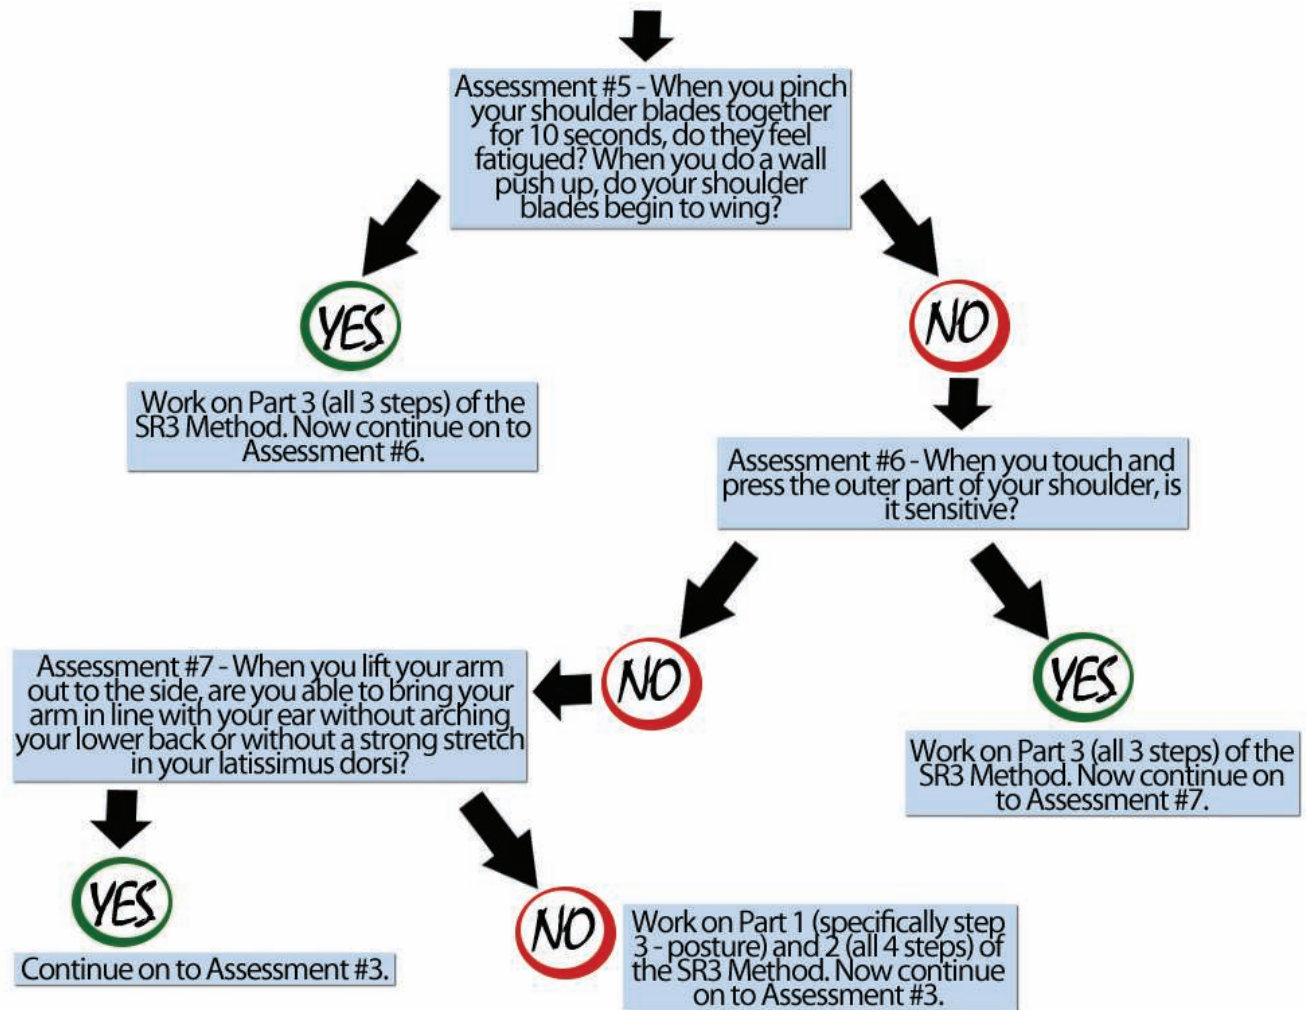 Assessment #5 - When you pinch
your shoulder blades together
for 10 seconds, do they feel
fatigued? When you do a wall
push up, do your shoulder
blades begin to wing?
YES
NO
Work on Part 3 (all 3 steps) of the
SR3 Method. Now continue on to
Assessment #6.
Assessment #6 - When you touch and
press the outer part of your shoulder, is
it sensitive?
NO
YES
Assessment #7 - When you lift your arm
out to the side, are you able to bring your
arm in line with your ear without arching
your lower back or without a strong stretch
in your latissimus dorsi?
Work on Part 3 (all 3 steps) of the
SR3 Method. Now continue on
to Assessment #7.
YES
NO
Continue on to Assessment #3.
Work on Part 1 (specifically step
3 - posture) and 2 (all 4 steps) of
the SR3 Method. Now continue
on to Assessment #3.